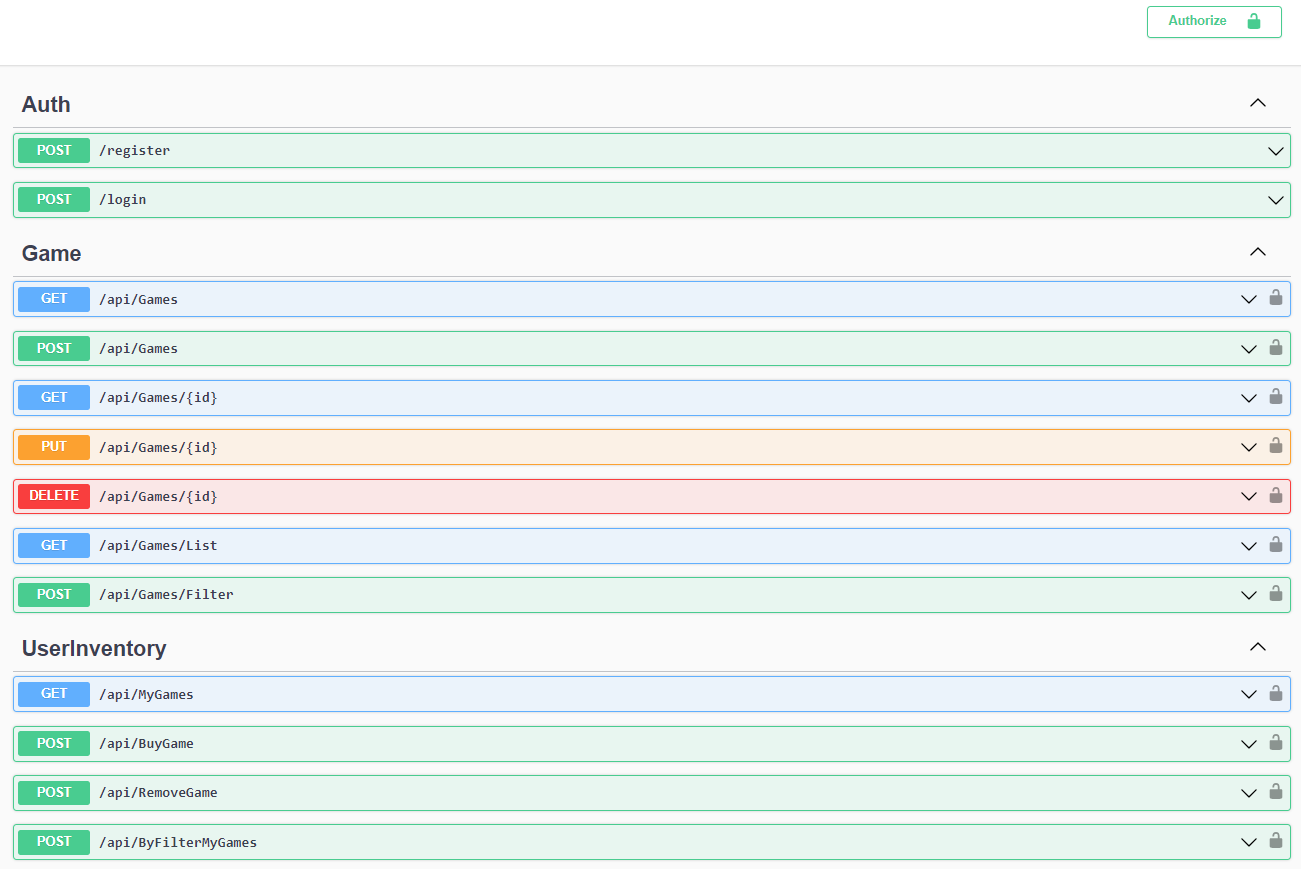 Authorize
Auth
POST /register
POST /login
Game
GET /api/Games
POST /api/Games
GET /api/Games/{id}
PUT /api/Games/{id}
DELETE /api/Games/{id}
GET /api/Games/List
POST /api/Games/Filter
UserInventory
GET /api/MyGames
POST /api/BuyGame
POST /api/RemoveGame
POST /api/ByFilterMyGames